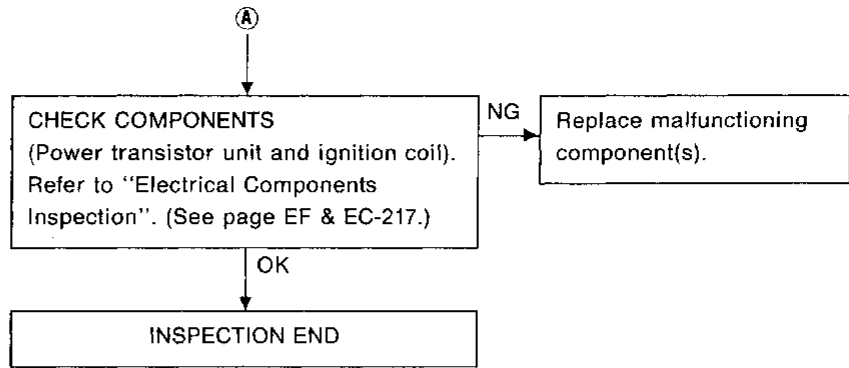 A
CHECK COMPONENTS
(Power transistor unit and ignition coil).
Refer to “Electrical Components
Inspection”. (See page EF & EC-217.)
NG
Replace malfunctioning
component(s).
OK
INSPECTION END